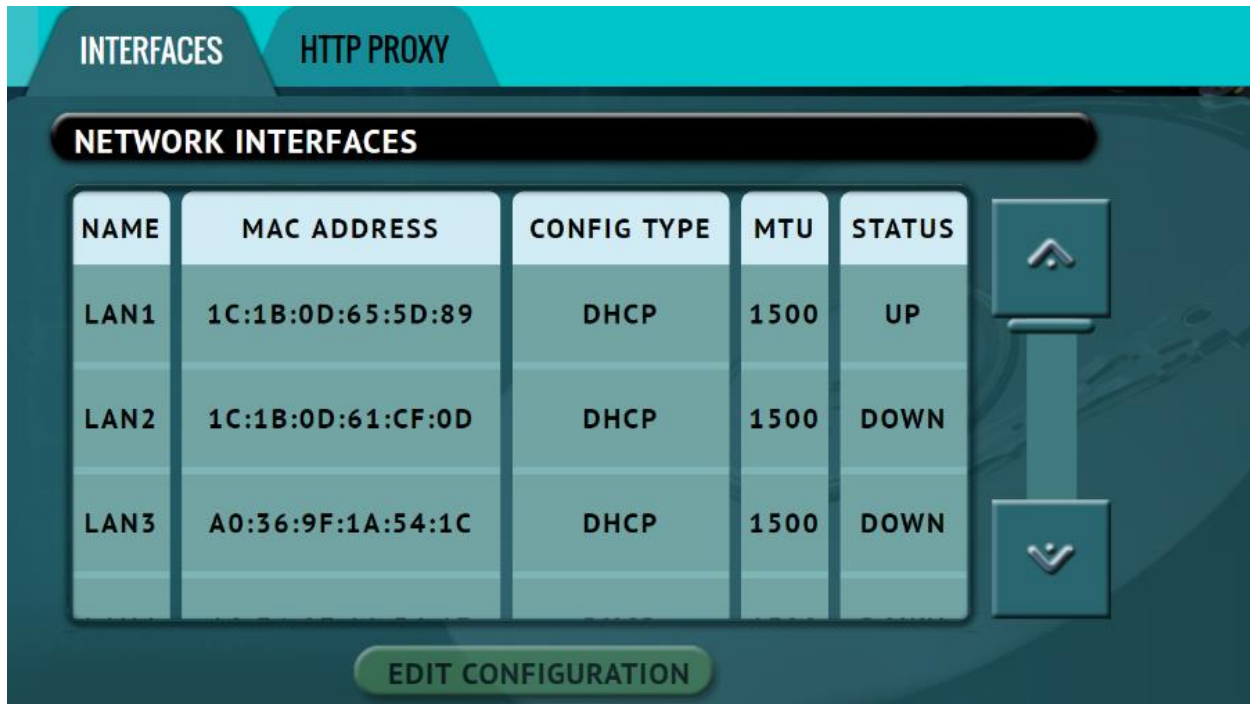 INTERFACES HTTP PROXY
NETWORK INTERFACES
NAME MAC ADDRESS CONFIG TYPE MTU STATUS
LAN1 1C:1B:0D:65:5D:89 DHCP 1500 UP
LAN2 1C:1B:0D:61:CF:0D DHCP 1500 DOWN
LAN3 A0:36:9F:1A:54:1C DHCP 1500 DOWN
EDIT CONFIGURATION